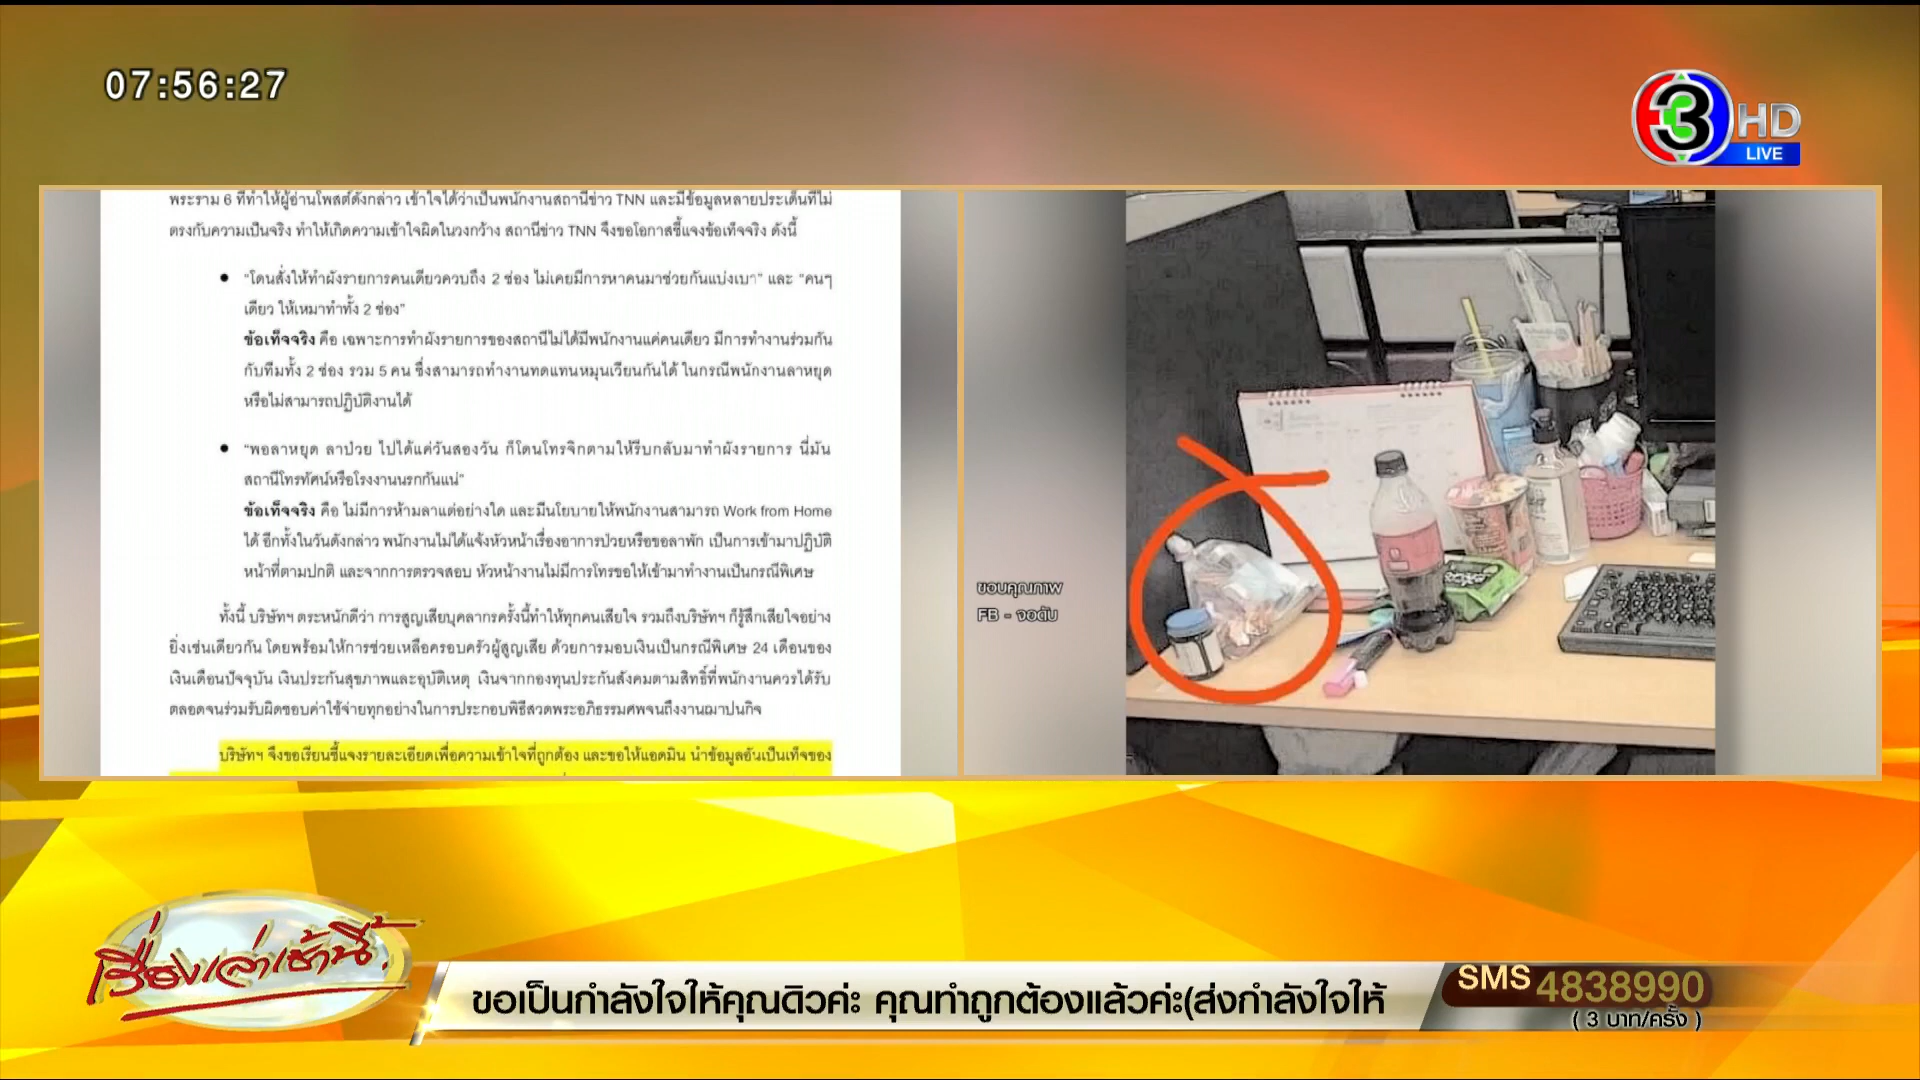 07:56:27
3 HD
LIVE
พระราม 6 ที่ทำให้ผู้อ่านโพสต์ดังกล่าว เข้าใจได้ว่าเป็นพนักงานสถานีข่าว TNN และมีข้อมูลหลายประเด็นที่ไม่
ตรงกับความเป็นจริง ทำให้เกิดความเข้าใจผิดในวงกว้าง สถานีข่าว TNN จึงขอโอกาสชี้แจงข้อเท็จจริง ดังนี้
● "โดนสั่งให้ทำผังรายการคนเดียวควบถึง 2 ช่อง ไม่เคยมีการหาคนมาช่วยกันแบ่งเบา" และ "คนๆ
เดียว ให้เหมาทำทั้ง 2 ช่อง"
ข้อเท็จจริง คือ เฉพาะการทำผังรายการของสถานีไม่ได้มีพนักงานแค่คนเดียว มีการทำงานร่วมกัน
กับทีมทั้ง 2 ช่อง รวม 5 คน ซึ่งสามารถทำงานทดแทนหมุนเวียนกันได้ ในกรณีพนักงานลาหยุด
หรือไม่สามารถปฏิบัติงานได้
● "พอลาหยุด ลาป่วย ไปได้แค่วันสองวัน ก็โดนโทรจิกตามให้รีบกลับมาทำผังรายการ นี่มัน
สถานีโทรทัศน์หรือโรงงานนรกกันแน่"
ข้อเท็จจริง คือ ไม่มีการห้ามลาแต่อย่างใด และมีนโยบายให้พนักงานสามารถ Work from Home
ได้ อีกทั้งในวันดังกล่าว พนักงานไม่ได้แจ้งหัวหน้าเรื่องอาการป่วยหรือขอลาพัก เป็นการเข้ามาปฏิบัติ
หน้าที่ตามปกติ และจากการตรวจสอบ หัวหน้างานไม่มีการโทรขอให้เข้ามาทำงานเป็นกรณีพิเศษ
ทั้งนี้ บริษัทฯ ตระหนักดีว่า การสูญเสียบุคลากรครั้งนี้ทำให้ทุกคนเสียใจ รวมถึงบริษัทฯ ก็รู้สึกเสียใจอย่าง
ยิ่งเช่นเดียวกัน โดยพร้อมให้การช่วยเหลือครอบครัวผู้สูญเสีย ด้วยการมอบเงินเป็นกรณีพิเศษ 24 เดือนของ
เงินเดือนปัจจุบัน เงินประกันสุขภาพและอุบัติเหตุ เงินจากกองทุนประกันสังคมตามสิทธิ์ที่พนักงานควรได้รับ
ตลอดจนร่วมรับผิดชอบค่าใช้จ่ายทุกอย่างในการประกอบพิธีสวดพระอภิธรรมศพจนถึงงานฌาปนกิจ
บริษัทฯ จึงขอเรียนชี้แจงรายละเอียดเพื่อความเข้าใจที่ถูกต้อง และขอให้แอดมิน นำข้อมูลอันเป็นเท็จของ
ขอบคุณภาพ
FB - จอดับ
เรื่องเล่าเช้านี้
ขอเป็นกำลังใจให้คุณดิวค่ะ คุณทำถูกต้องแล้วค่ะ(ส่งกำลังใจให้
SMS 4838990
( 3 บาท/ครั้ง )